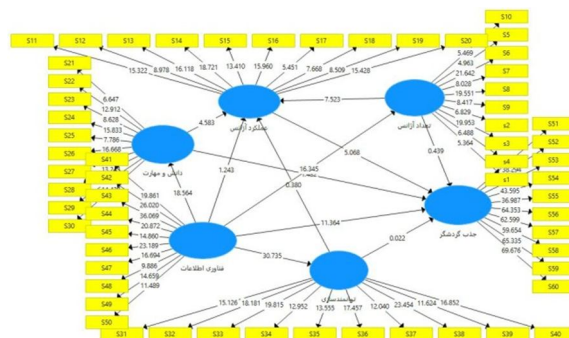 S10
S11 S12 S13 S14 S15 S16 S17 S18 S19 S20
S5
S6
S7
S8
S9
s2
s3
s4
s1
15.322 8.978 16.118 18.721 13.410 15.960 5.451 7.668 8.509 15.428
5.469
4.963
21.642
8.028
19.551
8.417
6.829
19.953
6.488
5.364
عملکرد آژانس
تعداد آژانس
7.523
4.583
5.068
0.439
1.243
16.345
0.380
S21
S22
S23
S24
S25
S26
S27
S28
S29
S30
6.647
12.912
8.628
15.833
7.786
16.668
دانش و مهارت
18.564
S41
S42
S43
S44
S45
S46
S47
S48
S49
S50
19.861
26.020
36.069
20.872
14.860
23.189
16.694
9.886
14.659
11.489
فناوری اطلاعات
11.364
30.735
0.022
S51
S52
S53
S54
S55
S56
S57
S58
S59
S60
38.294
43.595
36.987
64.353
62.599
59.654
65.335
69.676
جذب گردشگر
توانمندسازی
15.126 18.181 19.815 12.952 13.555 17.457 12.040 23.454 11.624 16.852
S31 S32 S33 S34 S35 S36 S37 S38 S39 S40